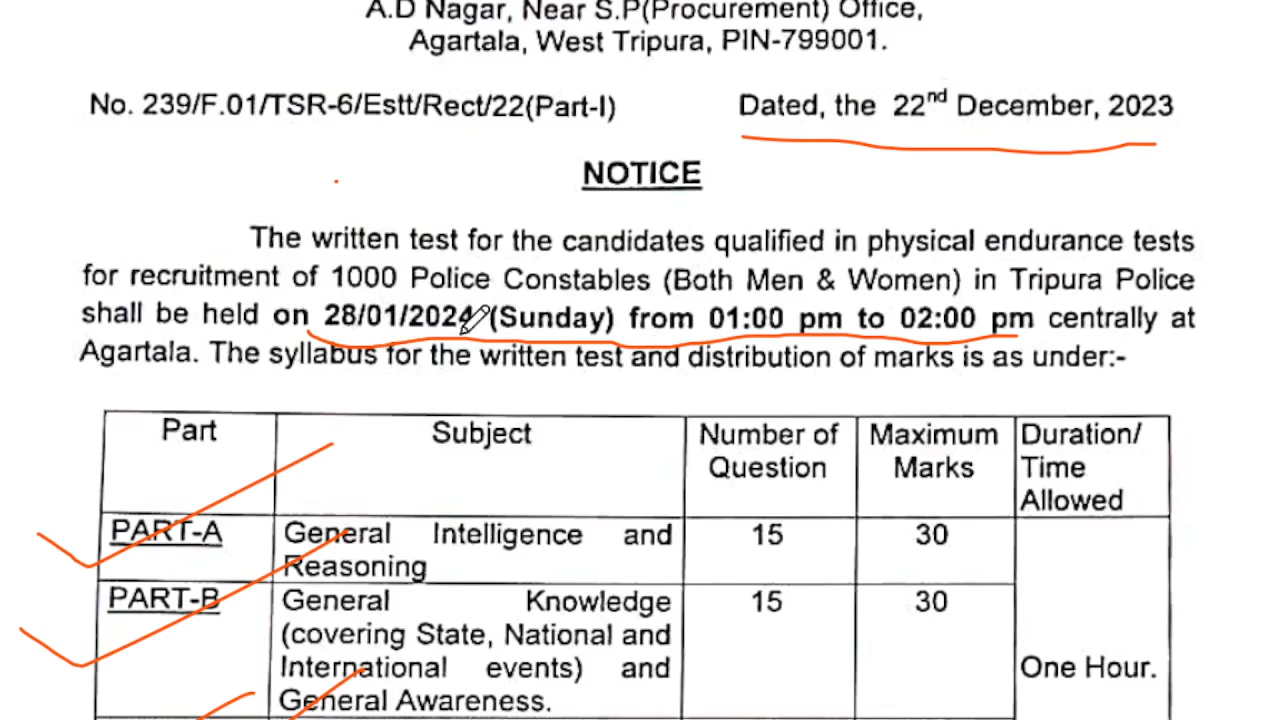 A.D Nagar, Near S.P(Procurement) Office,
Agartala, West Tripura, PIN-799001.
No. 239/F.01/TSR-6/Estt/Rect/22(Part-I) Dated, the 22nd December, 2023
NOTICE
The written test for the candidates qualified in physical endurance tests
for recruitment of 1000 Police Constables (Both Men & Women) in Tripura Police
shall be held on 28/01/2024 (Sunday) from 01:00 pm to 02:00 pm centrally at
Agartala. The syllabus for the written test and distribution of marks is as under:-
Part Subject Number of Question Maximum Marks Duration/ Time Allowed
PART-A General Intelligence and Reasoning 15 30
PART-B General Knowledge (covering State, National and International events) and General Awareness. 15 30
One Hour.